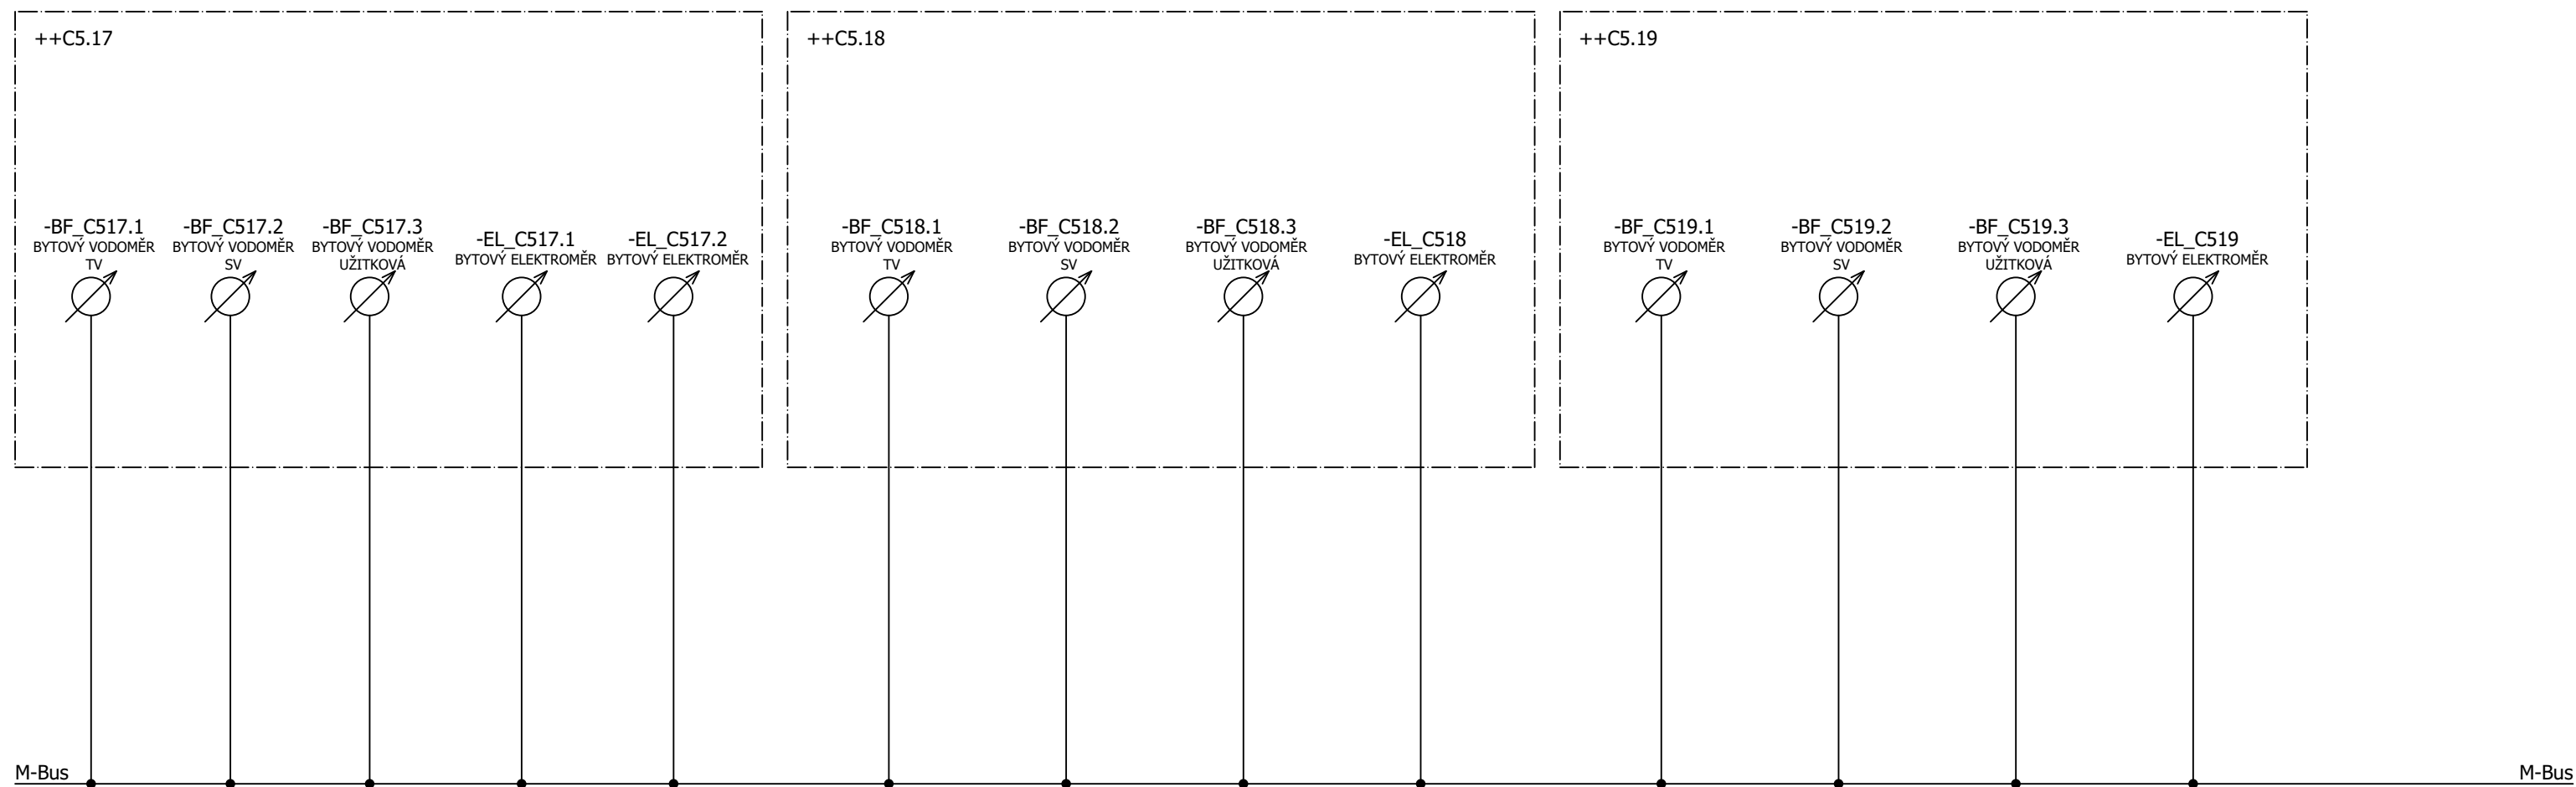 ++C5.17
++C5.18
++C5.19
-BF_C517.1
BYTOVÝ VODOMĚR
TV
-BF_C517.2
BYTOVÝ VODOMĚR
SV
-BF_C517.3
BYTOVÝ VODOMĚR
UŽITKOVÁ
-EL_C517.1
BYTOVÝ ELEKTROMĚR
-EL_C517.2
BYTOVÝ ELEKTROMĚR
-BF_C518.1
BYTOVÝ VODOMĚR
TV
-BF_C518.2
BYTOVÝ VODOMĚR
SV
-BF_C518.3
BYTOVÝ VODOMĚR
UŽITKOVÁ
-EL_C518
BYTOVÝ ELEKTROMĚR
-BF_C519.1
BYTOVÝ VODOMĚR
TV
-BF_C519.2
BYTOVÝ VODOMĚR
SV
-BF_C519.3
BYTOVÝ VODOMĚR
UŽITKOVÁ
-EL_C519
BYTOVÝ ELEKTROMĚR
M-Bus
M-Bus